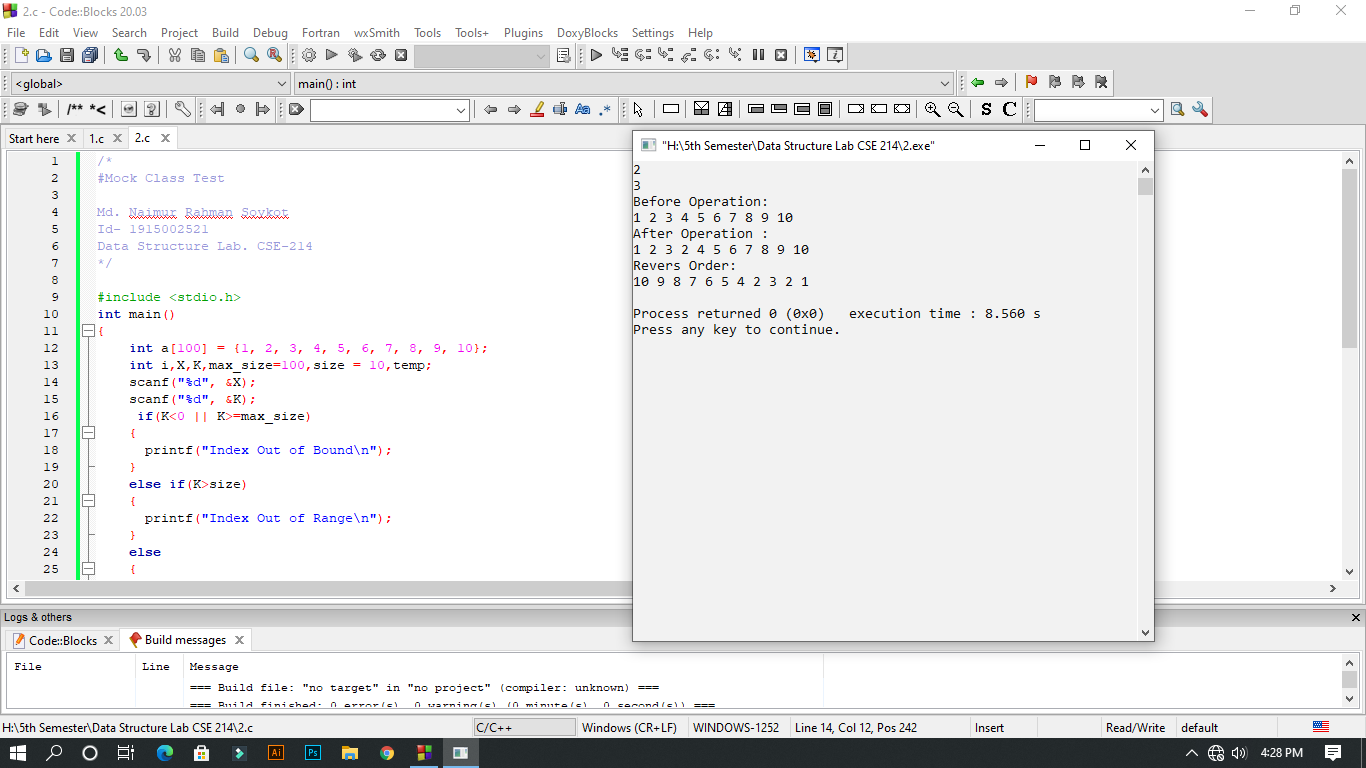 2.c - Code::Blocks 20.03
File Edit View Search Project Build Debug Fortran wxSmith Tools Tools+ Plugins DoxyBlocks Settings Help
<global> main() : int
/** *< Aa .* S C
Start here 1.c 2.c
1 /*
2 #Mock Class Test
3
4 Md. Naimur Rahman Soykot
5 Id- 1915002521
6 Data Structure Lab. CSE-214
7 */
8
9 #include <stdio.h>
10 int main()
11 {
12 int a[100] = {1, 2, 3, 4, 5, 6, 7, 8, 9, 10};
13 int i,X,K,max_size=100,size = 10,temp;
14 scanf("%d", &X);
15 scanf("%d", &K);
16 if(K<0 || K>=max_size)
17 {
18 printf("Index Out of Bound\n");
19 }
20 else if(K>size)
21 {
22 printf("Index Out of Range\n");
23 }
24 else
25 {
"H:\5th Semester\Data Structure Lab CSE 214\2.exe"
2
3
Before Operation:
1 2 3 4 5 6 7 8 9 10
After Operation :
1 2 3 2 4 5 6 7 8 9 10
Revers Order:
10 9 8 7 6 5 4 2 3 2 1
Process returned 0 (0x0) execution time : 8.560 s
Press any key to continue.
Logs & others
Code::Blocks Build messages
File Line Message
=== Build file: "no target" in "no project" (compiler: unknown) ===
=== Build finished: 0 error(s), 0 warning(s) (0 minute(s), 0 second(s)) ===
H:\5th Semester\Data Structure Lab CSE 214\2.c C/C++ Windows (CR+LF) WINDOWS-1252 Line 14, Col 12, Pos 242 Insert Read/Write default
Ai Ps 4:28 PM